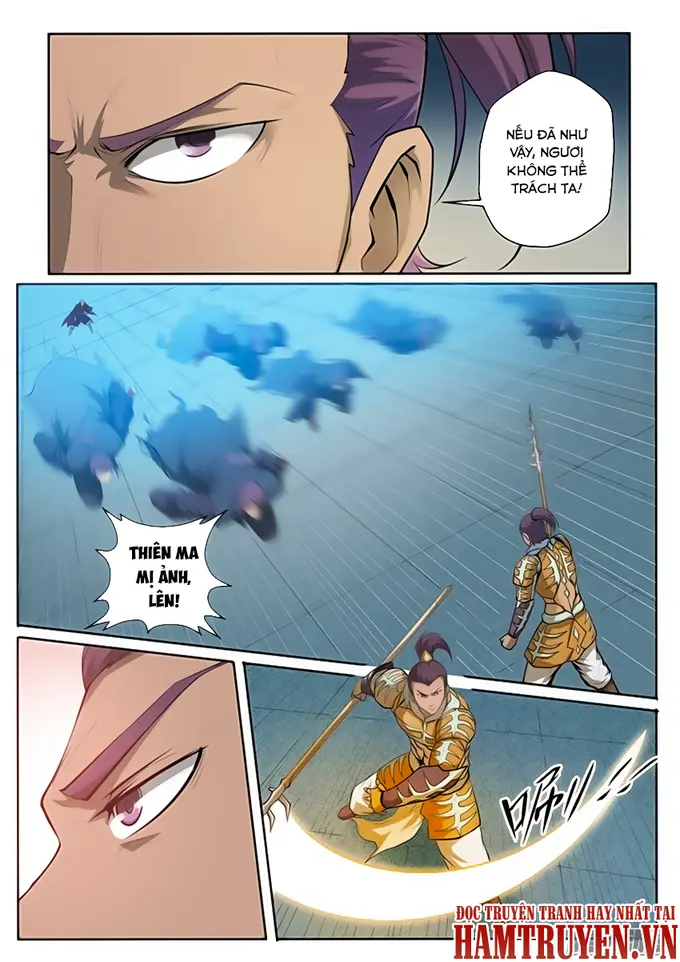 NẾU ĐÃ NHƯ
VẬY, NGƯƠI
KHÔNG THỂ
TRÁCH TA!
THIÊN MA
MỊ ẢNH,
LÊN!
ĐỌC TRUYỆN TRANH HAY NHẤT TẠI
HAMTRUYEN.VN